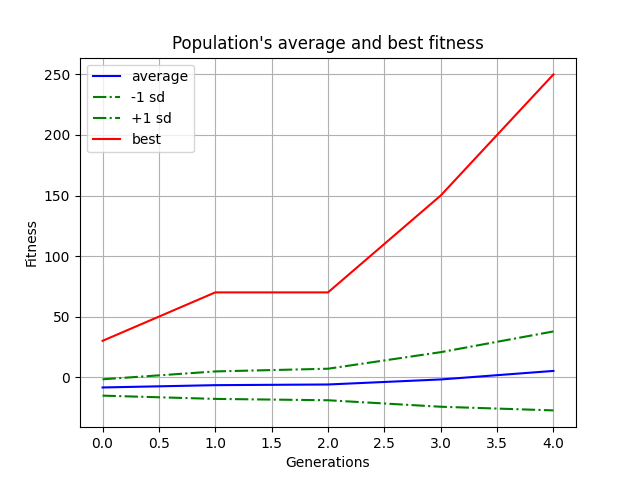 Population's average and best fitness
average
-1 sd
+1 sd
best
250
200
150
100
50
0
Fitness
0.0 0.5 1.0 1.5 2.0 2.5 3.0 3.5 4.0
Generations